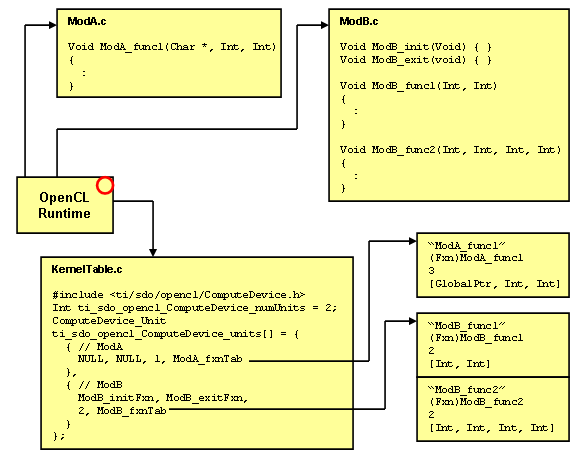 ModA.c
Void ModA_func1(Char *, Int, Int)
{
:
}
ModB.c
Void ModB_init(Void) { }
Void ModB_exit(void) { }
Void ModB_func1(Int, Int)
{
:
}
Void ModB_func2(Int, Int, Int, Int)
{
:
}
OpenCL
Runtime
KernelTable.c
#include <ti/sdo/opencl/ComputeDevice.h>
Int ti_sdo_opencl_ComputeDevice_numUnits = 2;
ComputeDevice_Unit
ti_sdo_opencl_ComputeDevice_units[] = {
{ // ModA
NULL, NULL, 1, ModA_fxnTab
},
{ // ModB
ModB_initFxn, ModB_exitFxn,
2, ModB_fxnTab
}
};
“ModA_func1”
(Fxn)ModA_func1
3
[GlobalPtr, Int, Int]
“ModB_func1”
(Fxn)ModB_func1
2
[Int, Int]
“ModB_func2”
(Fxn)ModB_func2
2
[Int, Int, Int, Int]